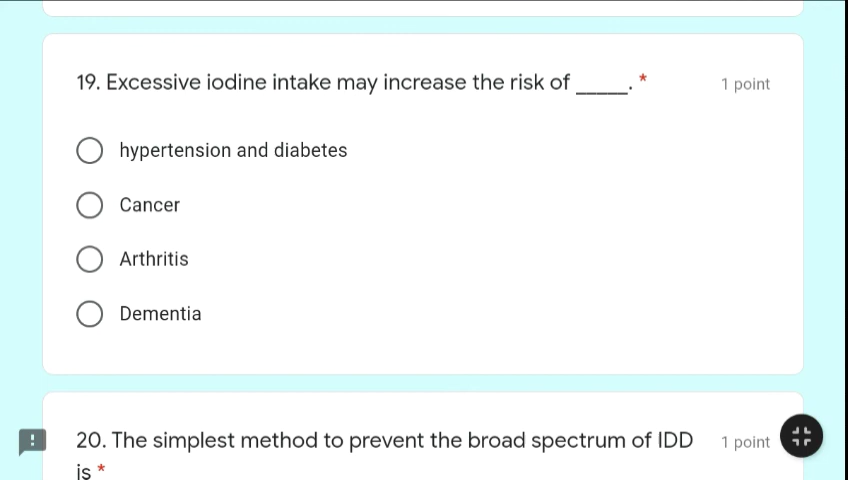 19. Excessive iodine intake may increase the risk of _____. *
1 point
hypertension and diabetes
Cancer
Arthritis
Dementia
20. The simplest method to prevent the broad spectrum of IDD
1 point
is *